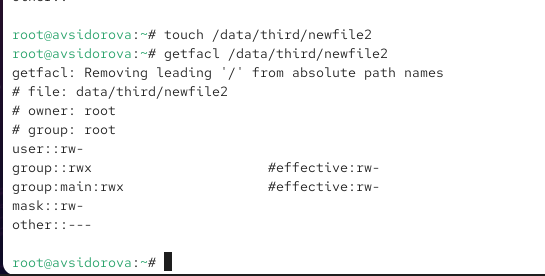 root@avsidorova:~# touch /data/third/newfile2
root@avsidorova:~# getfacl /data/third/newfile2
getfacl: Removing leading '/' from absolute path names
# file: data/third/newfile2
# owner: root
# group: root
user::rw-
group::rwx #effective:rw-
group:main:rwx #effective:rw-
mask::rw-
other::---
root@avsidorova:~#